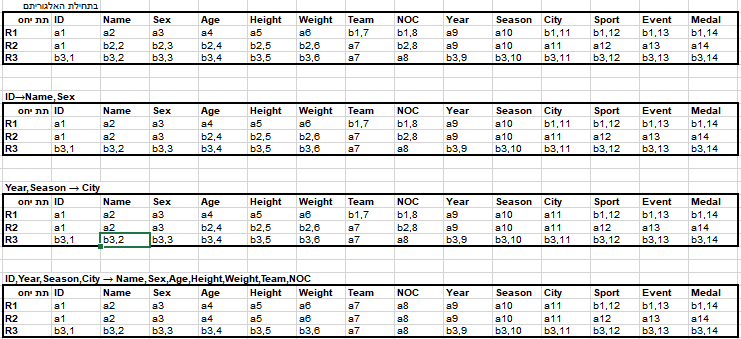 בתחילת האלגוריתם
תת יחס ID Name Sex Age Height Weight Team NOC Year Season City Sport Event Medal
R1 a1 a2 a3 a4 a5 a6 b1,7 b1,8 a9 a10 b1,11 b1,12 b1,13 b1,14
R2 a1 b2,2 b2,3 b2,4 b2,5 b2,6 a7 b2,8 a9 a10 a11 a12 a13 a14
R3 b3,1 b3,2 b3,3 b3,4 b3,5 b3,6 a7 a8 b3,9 b3,10 b3,11 b3,12 b3,13 b3,14
ID→Name,Sex
תת יחס ID Name Sex Age Height Weight Team NOC Year Season City Sport Event Medal
R1 a1 a2 a3 a4 a5 a6 b1,7 b1,8 a9 a10 b1,11 b1,12 b1,13 b1,14
R2 a1 a2 a3 b2,4 b2,5 b2,6 a7 b2,8 a9 a10 a11 a12 a13 a14
R3 b3,1 b3,2 b3,3 b3,4 b3,5 b3,6 a7 a8 b3,9 b3,10 b3,11 b3,12 b3,13 b3,14
Year,Season → City
תת יחס ID Name Sex Age Height Weight Team NOC Year Season City Sport Event Medal
R1 a1 a2 a3 a4 a5 a6 b1,7 b1,8 a9 a10 a11 b1,12 b1,13 b1,14
R2 a1 a2 a3 b2,4 b2,5 b2,6 a7 b2,8 a9 a10 a11 a12 a13 a14
R3 b3,1 b3,2 b3,3 b3,4 b3,5 b3,6 a7 a8 b3,9 b3,10 b3,11 b3,12 b3,13 b3,14
ID,Year,Season,City → Name,Sex,Age,Height,Weight,Team,NOC
תת יחס ID Name Sex Age Height Weight Team NOC Year Season City Sport Event Medal
R1 a1 a2 a3 a4 a5 a6 a7 a8 a9 a10 a11 b1,12 b1,13 b1,14
R2 a1 a2 a3 a4 a5 a6 a7 a8 a9 a10 a11 a12 a13 a14
R3 b3,1 b3,2 b3,3 b3,4 b3,5 b3,6 a7 a8 b3,9 b3,10 b3,11 b3,12 b3,13 b3,14